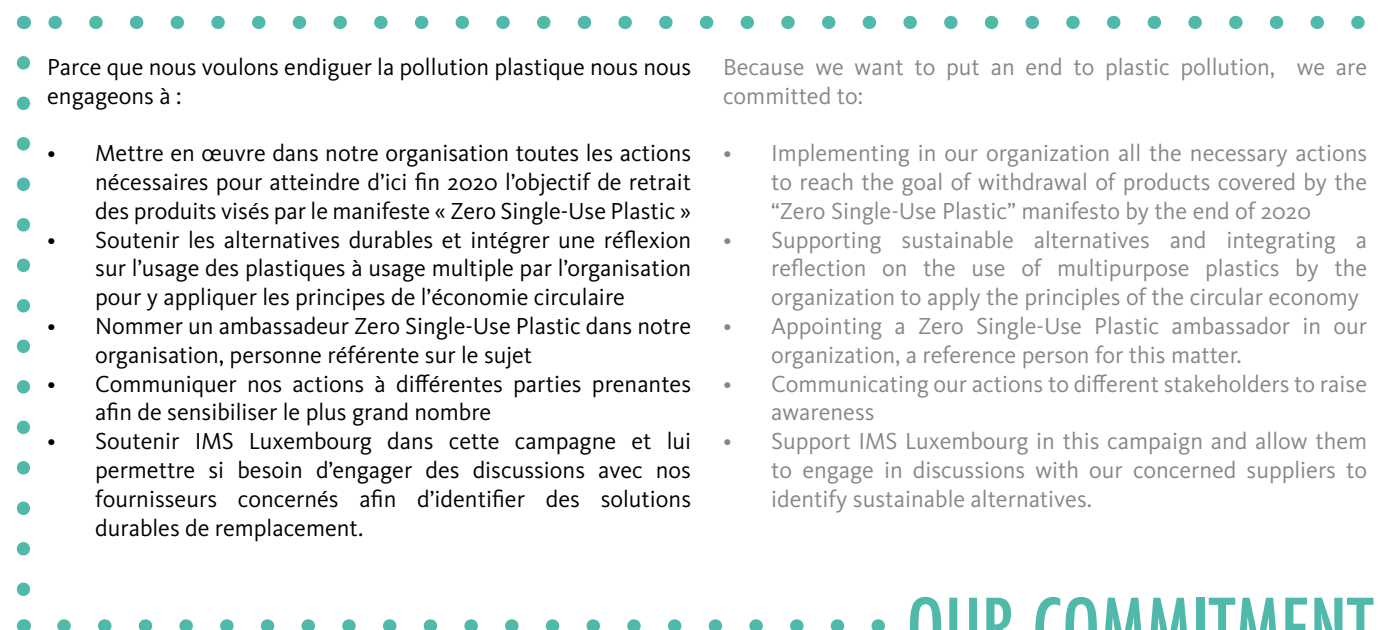 Parce que nous voulons endiguer la pollution plastique nous nous
engageons à :
• Mettre en œuvre dans notre organisation toutes les actions
nécessaires pour atteindre d'ici fin 2020 l'objectif de retrait
des produits visés par le manifeste « Zero Single-Use Plastic »
• Soutenir les alternatives durables et intégrer une réflexion
sur l'usage des plastiques à usage multiple par l'organisation
pour y appliquer les principes de l'économie circulaire
• Nommer un ambassadeur Zero Single-Use Plastic dans notre
organisation, personne référente sur le sujet
• Communiquer nos actions à différentes parties prenantes
afin de sensibiliser le plus grand nombre
• Soutenir IMS Luxembourg dans cette campagne et lui
permettre si besoin d'engager des discussions avec nos
fournisseurs concernés afin d'identifier des solutions
durables de remplacement.
Because we want to put an end to plastic pollution, we are
committed to:
• Implementing in our organization all the necessary actions
to reach the goal of withdrawal of products covered by the
“Zero Single-Use Plastic” manifesto by the end of 2020
• Supporting sustainable alternatives and integrating a
reflection on the use of multipurpose plastics by the
organization to apply the principles of the circular economy
• Appointing a Zero Single-Use Plastic ambassador in our
organization, a reference person for this matter.
• Communicating our actions to different stakeholders to raise
awareness
• Support IMS Luxembourg in this campaign and allow them
to engage in discussions with our concerned suppliers to
identify sustainable alternatives.
OUR COMMITMENT